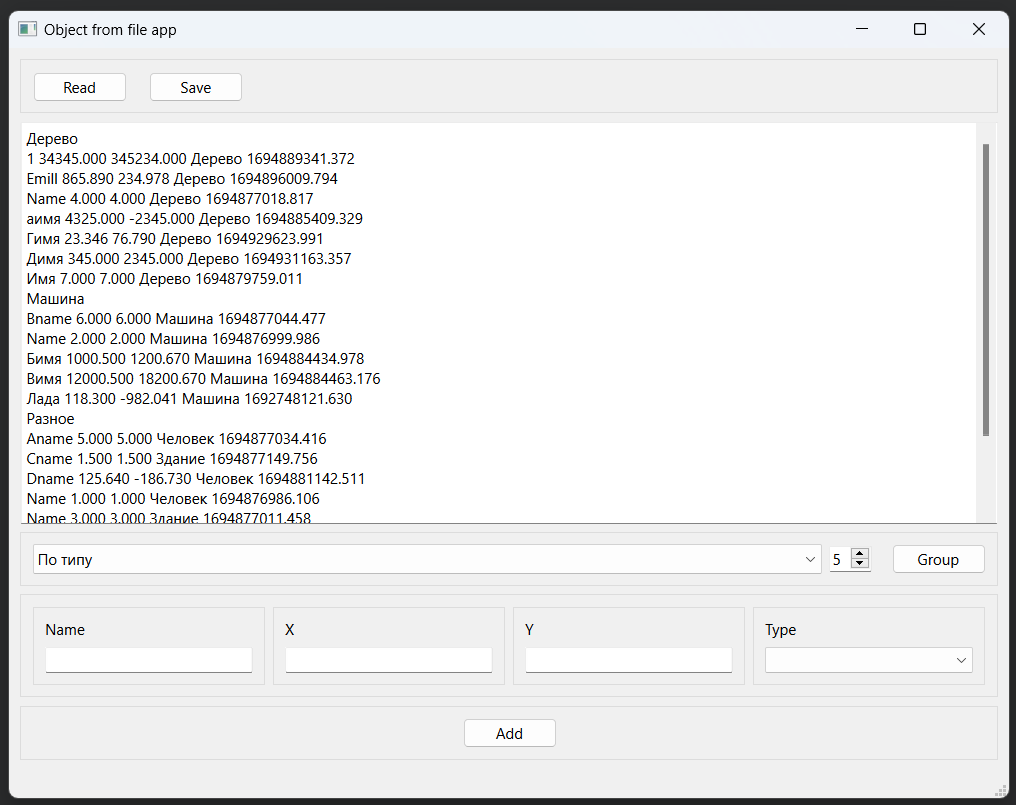 Object from file app
Read
Save
Дерево
1 34345.000 345234.000 Дерево 1694889341.372
Emill 865.890 234.978 Дерево 1694896009.794
Name 4.000 4.000 Дерево 1694877018.817
аимя 4325.000 -2345.000 Дерево 1694885409.329
Гимя 23.346 76.790 Дерево 1694929623.991
Димя 345.000 2345.000 Дерево 1694931163.357
Имя 7.000 7.000 Дерево 1694879759.011
Машина
Bname 6.000 6.000 Машина 1694877044.477
Name 2.000 2.000 Машина 1694876999.986
Бимя 1000.500 1200.670 Машина 1694884434.978
Вимя 12000.500 18200.670 Машина 1694884463.176
Лада 118.300 -982.041 Машина 1692748121.630
Разное
Aname 5.000 5.000 Человек 1694877034.416
Cname 1.500 1.500 Здание 1694877149.756
Dname 125.640 -186.730 Человек 1694881142.511
Name 1.000 1.000 Человек 1694876986.106
Name 3.000 3.000 Здание 1694877011.458
По типу
5
Group
Name
X
Y
Type
Add